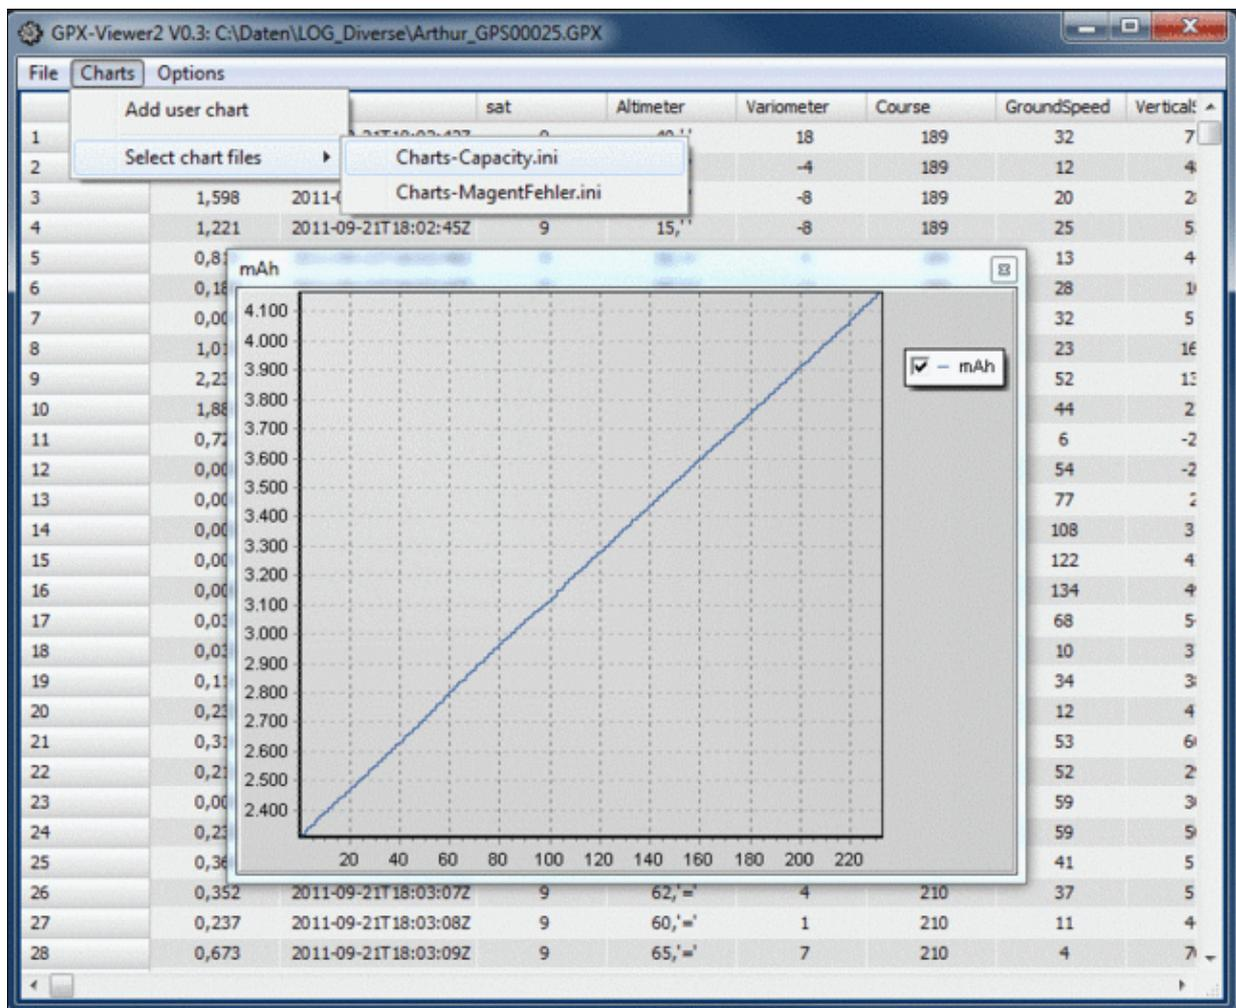 GPX-Viewer2 V0.3: C:\Daten\LOG_Diverse\Arthur_GPS00025.GPX
File Charts Options
Add user chart
Select chart files
Charts-Capacity.ini
Charts-MagentFehler.ini
sat Altimeter Variometer Course GroundSpeed
1 18 189 32
2 -4 189 12
3 1,598 -8 189 20
4 1,221 2011-09-21T18:02:45Z 9 15,' ' -8 189 25
5 13
6 28
7 32
8 23
9 52
10 44
11 6
12 54
13 77
14 108
15 122
16 134
17 68
18 10
19 34
20 12
21 53
22 52
23 59
24 59
25 41
26 0,352 2011-09-21T18:03:07Z 9 62,'=' 4 210 37
27 0,237 2011-09-21T18:03:08Z 9 60,'=' 1 210 11
28 0,673 2011-09-21T18:03:09Z 9 65,'=' 7 210 4
mAh
4.100
4.000
3.900
3.800
3.700
3.600
3.500
3.400
3.300
3.200
3.100
3.000
2.900
2.800
2.700
2.600
2.500
2.400
20 40 60 80 100 120 140 160 180 200 220
mAh